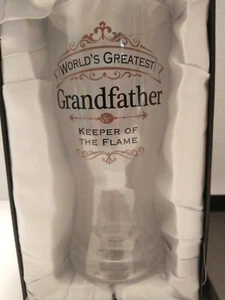 WORLD'S GREATEST
Grandfather
KEEPER OF
THE FLAME